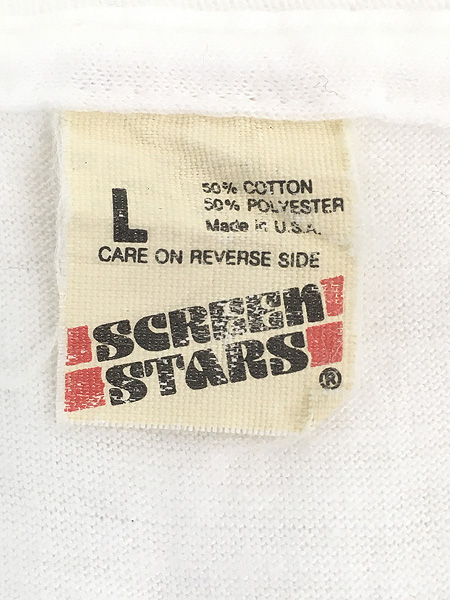 L
50% COTTON
50% POLYESTER
Made in U.S.A.
CARE ON REVERSE SIDE
SCREEN
STARS
®